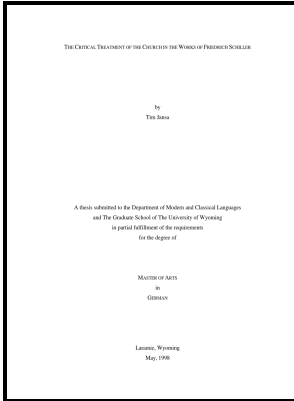 THE CRITICAL TREATMENT OF THE CHURCH IN THE WORKS OF FRIEDRICH SCHILLER
by
Tim Jansa
A thesis submitted to the Department of Modern and Classical Languages
and The Graduate School of The University of Wyoming
in partial fulfillment of the requirements
for the degree of
MASTER OF ARTS
in
GERMAN
Laramie, Wyoming
May, 1998